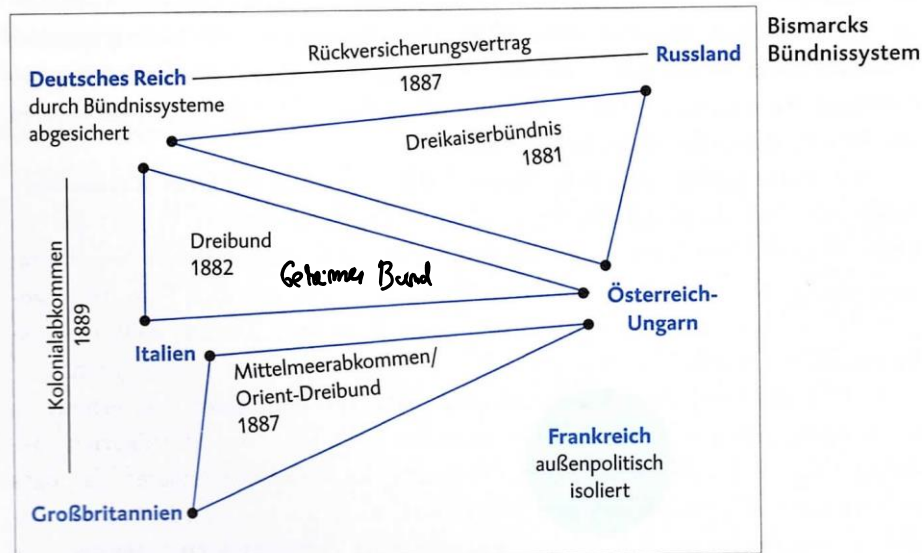 Bismarcks
Bündnissystem
Rückversicherungsvertrag
1887
Deutsches Reich
durch Bündnissysteme
abgesichert
Russland
Dreikaiserbündnis
1881
Kolonialabkommen
1889
Dreibund
1882
Geheimer Bund
Österreich-
Ungarn
Italien
Mittelmeerabkommen/
Orient-Dreibund
1887
Frankreich
außenpolitisch
isoliert
Großbritannien